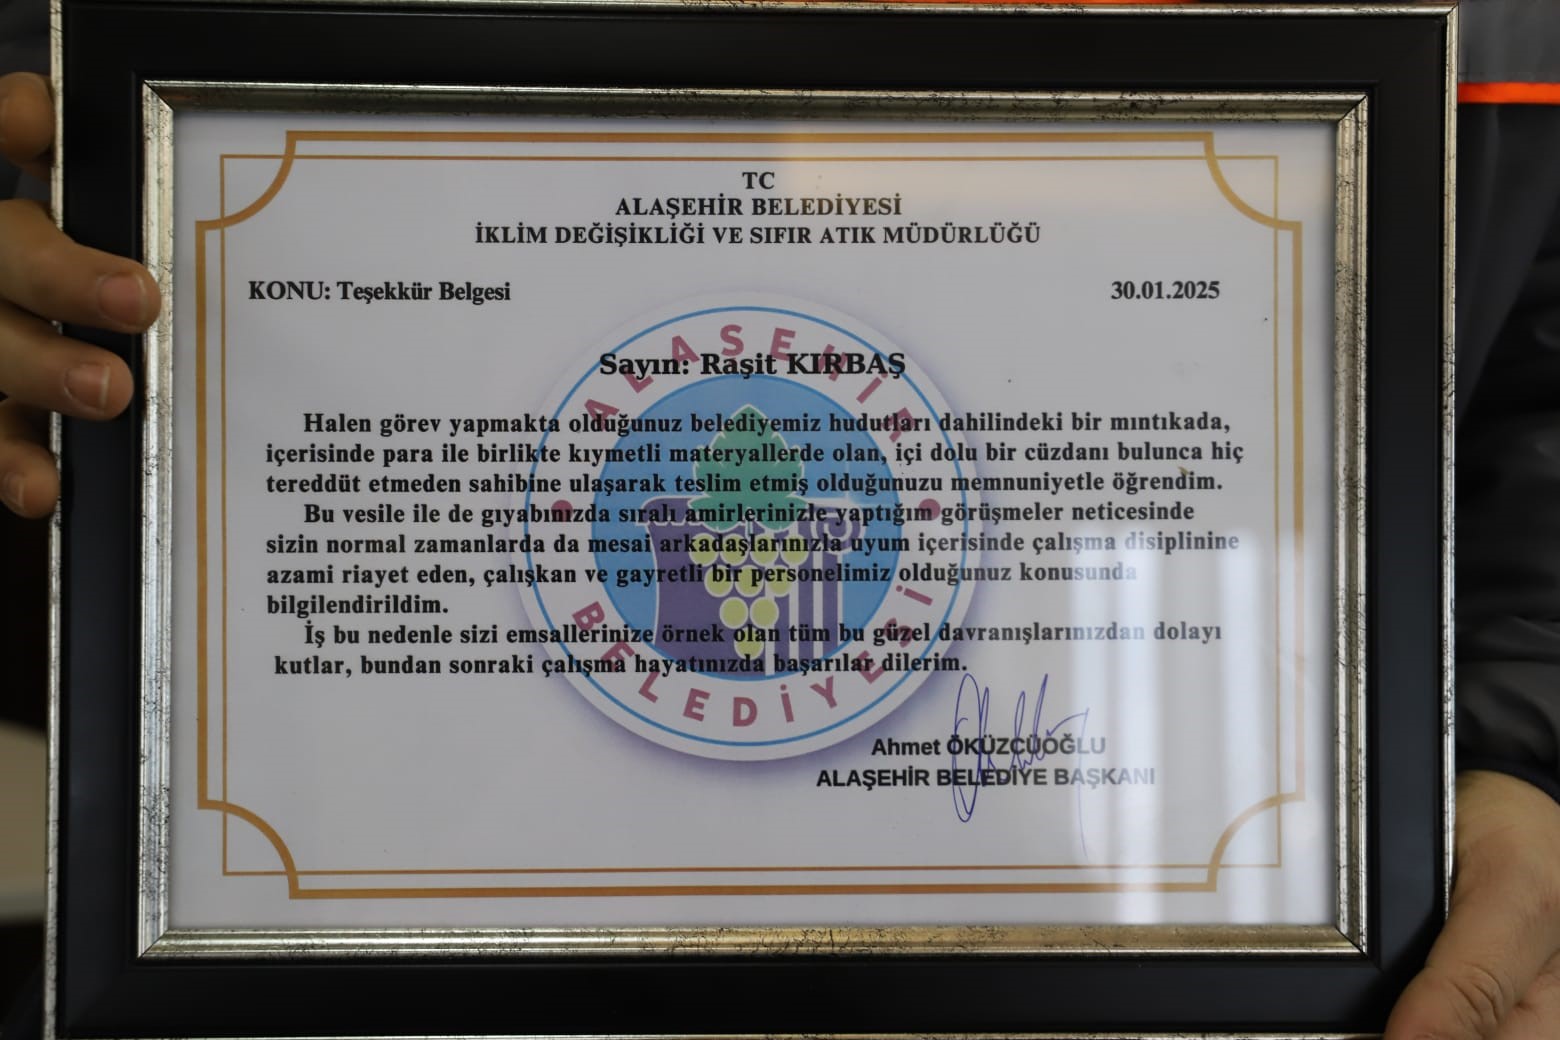 TC
ALAŞEHİR BELEDİYESİ
İKLİM DEĞİŞİKLİĞİ VE SIFIR ATIK MÜDÜRLÜĞÜ
KONU: Teşekkür Belgesi
30.01.2025
ALAŞEHİR
BELEDİYESİ
Sayın: Raşit KIRBAŞ
Halen görev yapmakta olduğunuz belediyemiz hudutları dahilindeki bir mıntıkada,
içerisinde para ile birlikte kıymetli materyallerde olan, içi dolu bir cüzdanı bulunca hiç
tereddüt etmeden sahibine ulaşarak teslim etmiş olduğunuzu memnuniyetle öğrendim.
Bu vesile ile de gıyabınızda sıralı amirlerinizle yaptığım görüşmeler neticesinde
sizin normal zamanlarda da mesai arkadaşlarınızla uyum içerisinde çalışma disiplinine
azami riayet eden, çalışkan ve gayretli bir personelimiz olduğunuz konusunda
bilgilendirildim.
İş bu nedenle sizi emsallerinize örnek olan tüm bu güzel davranışlarınızdan dolayı
kutlar, bundan sonraki çalışma hayatınızda başarılar dilerim.
Ahmet ÖKÜZCÜOĞLU
ALAŞEHİR BELEDİYE BAŞKANI